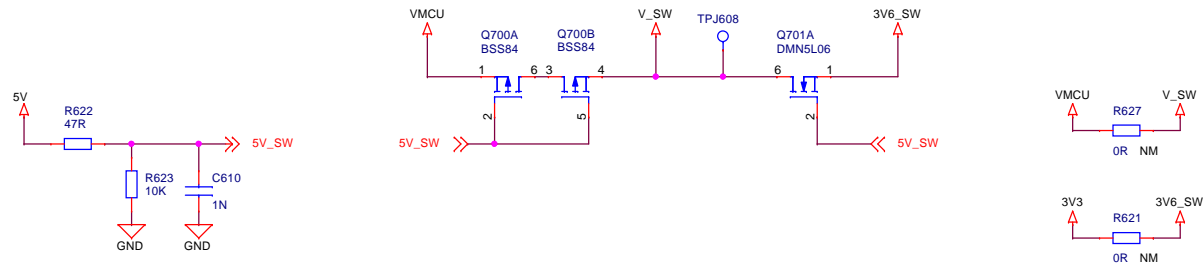 VMCU
V_SW
TPJ608
3V6_SW
Q700A
BSS84
Q700B
BSS84
Q701A
DMN5L06
1
6
3
4
6
1
2
5
2
5V_SW
5V_SW
5V
R622
47R
5V_SW
R623
10K
C610
1N
GND
GND
VMCU
V_SW
R627
0R NM
3V3
3V6_SW
R621
0R NM